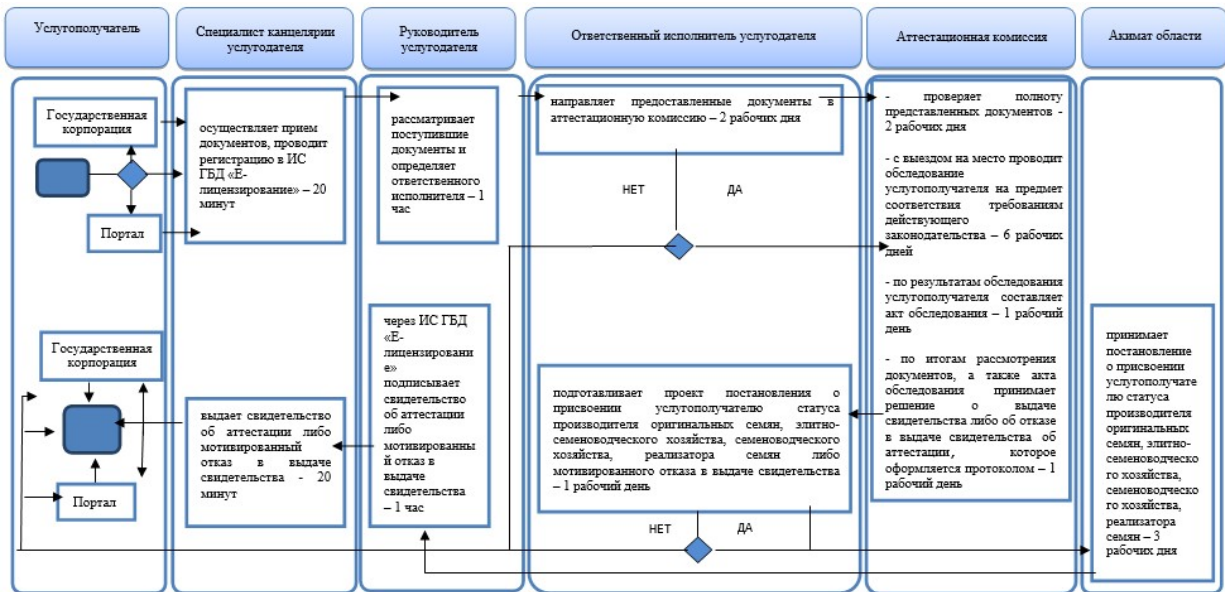 Услугополучатель
Специалист канцелярии
услугодателя
Руководитель
услугодателя
Ответственный исполнитель услугодателя
Аттестационная комиссия
Акимат области
Государственная
корпорация
Портал
осуществляет прием
документов, проводит
регистрацию в ИС
ГБД «Е-
лицензирование» – 20
минут
рассматривает
поступившие
документы и
определяет
ответственного
исполнителя – 1
час
направляет предоставленные документы в
аттестационную комиссию – 2 рабочих дня
НЕТ
ДА
- проверяет полноту
представленных документов -
2 рабочих дня
- с выездом на место проводит
обследование
услугополучателя на предмет
соответствия требованиям
действующего
законодательства – 6 рабочих
дней
- по результатам обследования
услугополучателя составляет
акт обследования – 1 рабочий
день
- по итогам рассмотрения
документов, а также акта
обследования принимает
решение о выдаче
свидетельства либо об отказе
в выдаче свидетельства об
аттестации, которое
оформляется протоколом – 1
рабочий день
Государственная
корпорация
Портал
выдает свидетельство
об аттестации либо
мотивированный
отказ в выдаче
свидетельства - 20
минут
через ИС ГБД
«Е-
лицензировани
е»
подписывает
свидетельство
об аттестации
либо
мотивированны
й отказ в
выдаче
свидетельства
– 1 час
подготавливает проект постановления о
присвоении услугополучателю статуса
производителя оригинальных семян, элитно-
семеноводческого хозяйства, семеноводческого
хозяйства, реализатора семян либо
мотивированного отказа в выдаче свидетельства
– 1 рабочий день
НЕТ
ДА
принимает
постановление
о присвоении
услугополучате
лю статуса
производителя
оригинальных
семян, элитно-
семеноводческо
го хозяйства,
семеноводческо
го хозяйства,
реализатора
семян – 3
рабочих дня